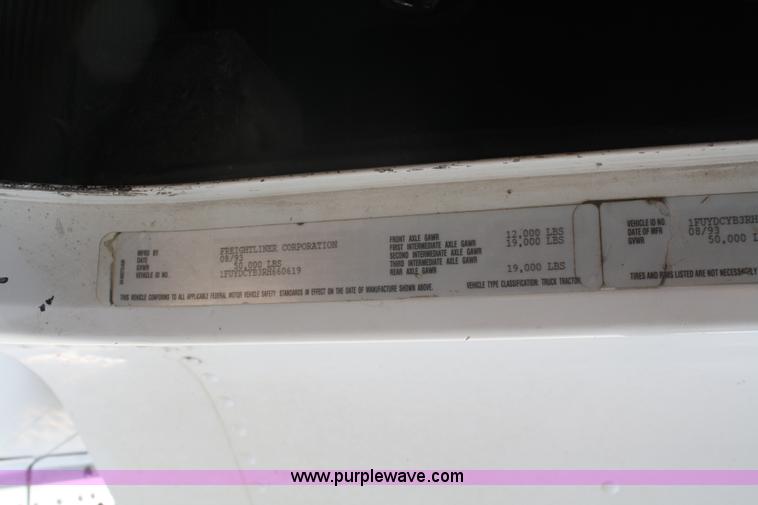 MFRD BY FREIGHTLINER CORPORATION
DATE 08/93
GVWR 50,000 LBS
VEHICLE ID NO. 1FUYDCYB3RH660619
FRONT AXLE GAWR 12,000 LBS
FIRST INTERMEDIATE AXLE GAWR 19,000 LBS
SECOND INTERMEDIATE AXLE GAWR
THIRD INTERMEDIATE AXLE GAWR
REAR AXLE GAWR 19,000 LBS
THIS VEHICLE CONFORMS TO ALL APPLICABLE FEDERAL MOTOR VEHICLE SAFETY STANDARDS IN EFFECT ON THE DATE OF MANUFACTURE SHOWN ABOVE. VEHICLE TYPE CLASSIFICATION: TRUCK TRACTOR
VEHICLE ID NO. 1FUYDCYB3RH
DATE OF MFR 08/93
GVWR 50,000 L
TIRES AND RIMS LISTED ARE NOT NECESSARILY
www.purplewave.com